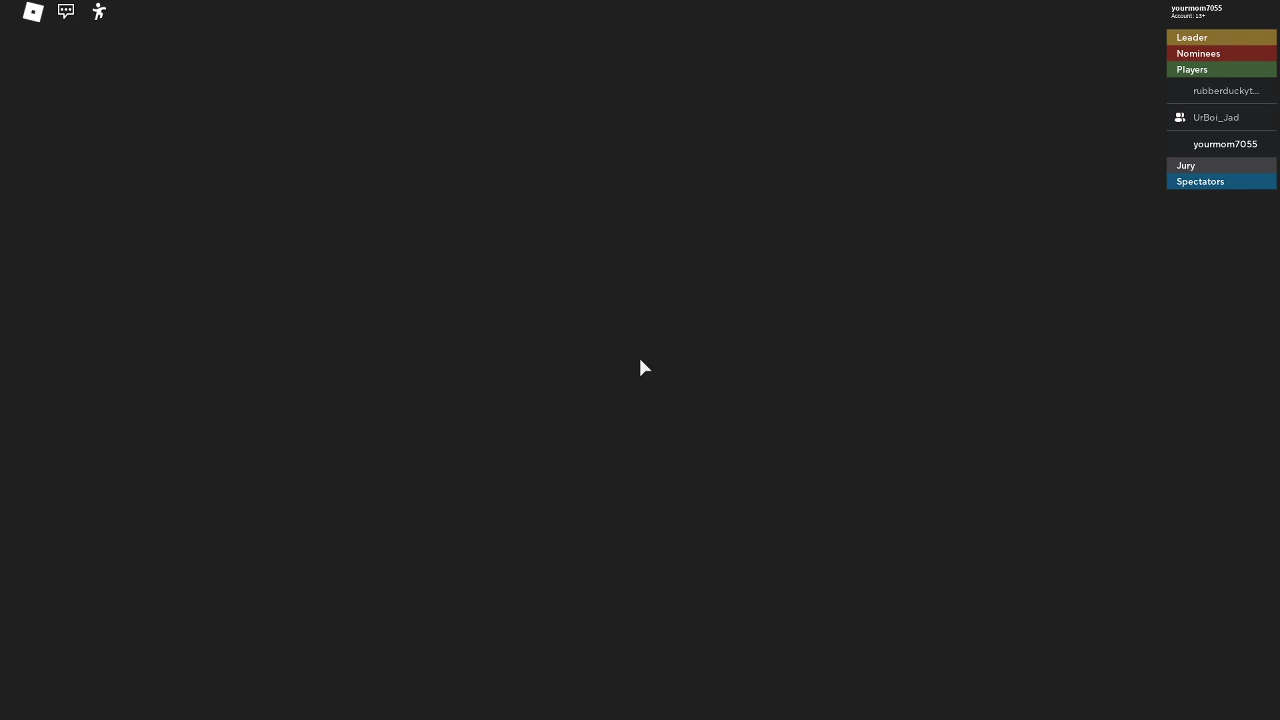 yourmom7055
Account: 13+
Leader
Nominees
Players
rubberduckyt...
UrBoi_Jad
yourmom7055
Jury
Spectators